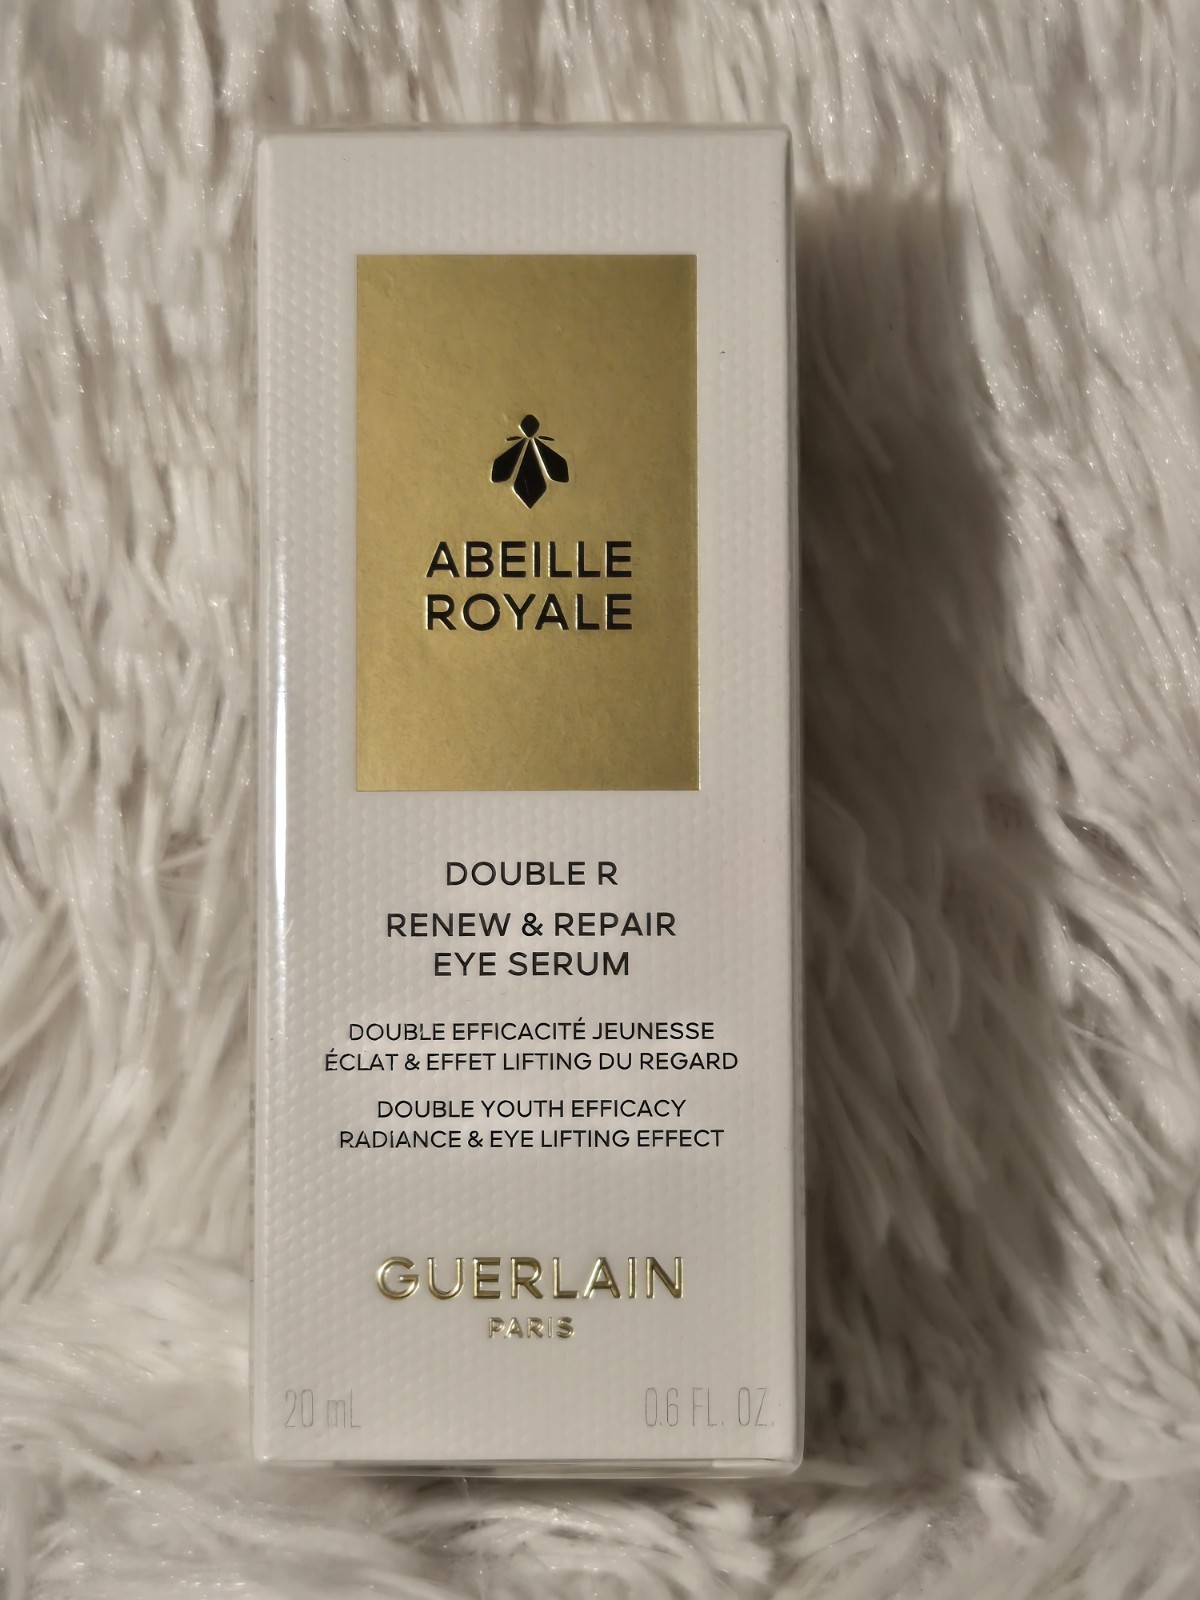 ABEILLE
ROYALE
DOUBLE R
RENEW & REPAIR
EYE SERUM
DOUBLE EFFICACITÉ JEUNESSE
ÉCLAT & EFFET LIFTING DU REGARD
DOUBLE YOUTH EFFICACY
RADIANCE & EYE LIFTING EFFECT
GUERLAIN
PARIS
20 mL 0.6 FL. OZ.